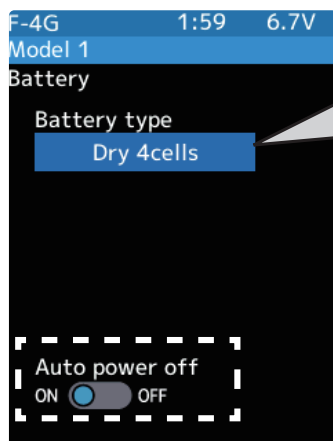 F-4G 1:59 6.7V
Model 1
Battery
Battery type
Dry 4cells
Auto power off
ON OFF